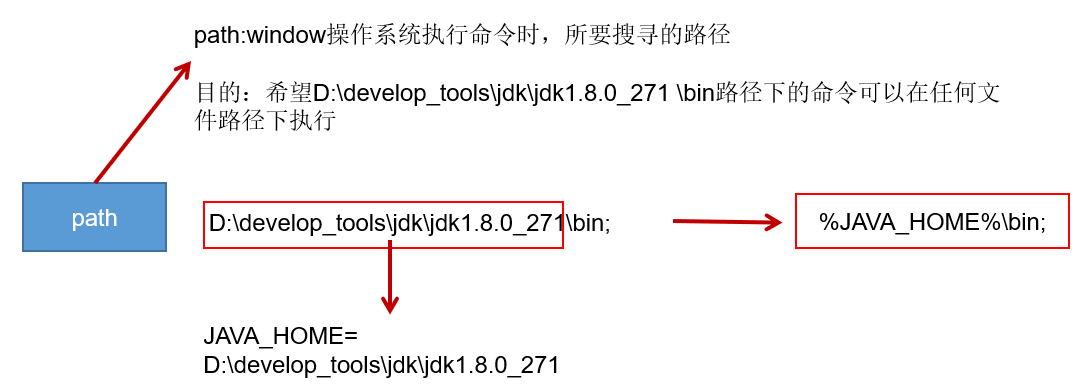 path:window操作系统执行命令时，所要搜寻的路径
目的：希望D:\develop_tools\jdk\jdk1.8.0_271 \bin路径下的命令可以在任何文
件路径下执行
path
D:\develop_tools\jdk\jdk1.8.0_271\bin;
%JAVA_HOME%\bin;
JAVA_HOME=
D:\develop_tools\jdk\jdk1.8.0_271